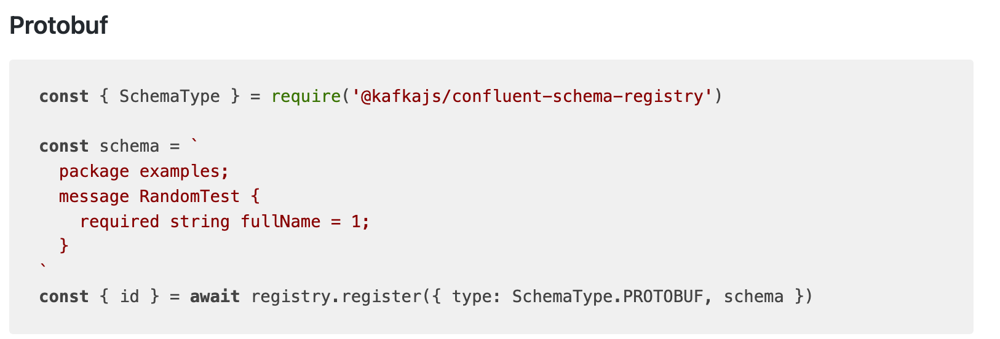 Protobuf
const { SchemaType } = require('@kafkajs/confluent-schema-registry')
const schema = `
  package examples;
  message RandomTest {
    required string fullName = 1;
  }
`
const { id } = await registry.register({ type: SchemaType.PROTOBUF, schema })